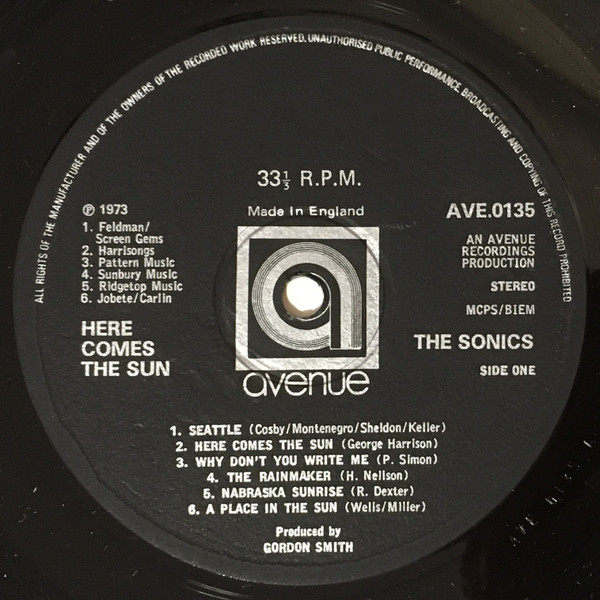 ALL RIGHTS OF THE MANUFACTURER AND OF THE OWNERS OF THE RECORDED WORK RESERVED. UNAUTHORISED PUBLIC PERFORMANCE BROADCASTING AND COPYING OF THIS RECORD PROHIBITED
33⅓ R.P.M.
Made In England
℗ 1973
1. Feldman/
Screen Gems
2. Harrisongs
3. Pattern Music
4. Sunbury Music
5. Ridgetop Music
6. Jobete/Carlin
HERE
COMES
THE SUN
AVE.0135
AN AVENUE
RECORDINGS
PRODUCTION
STEREO
MCPS/BIEM
THE SONICS
SIDE ONE
a
avenue
1. SEATTLE (Cosby/Montenegro/Sheldon/Keller)
2. HERE COMES THE SUN (George Harrison)
3. WHY DON'T YOU WRITE ME (P. Simon)
4. THE RAINMAKER (H. Neilson)
5. NABRASKA SUNRISE (R. Dexter)
6. A PLACE IN THE SUN (Wells/Miller)
Produced by
GORDON SMITH